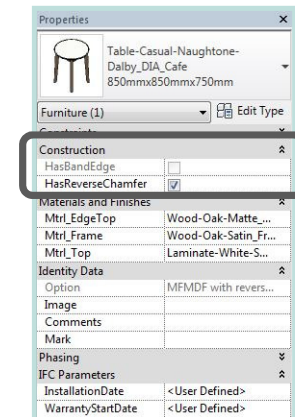 Properties
Table-Casual-Naughtone-
Dalby_DIA_Cafe
850mmx850mmx750mm
Furniture (1)
Edit Type
Constraints
Construction
HasBandEdge
HasReverseChamfer
Materials and Finishes
Mtrl_EdgeTop Wood-Oak-Matte_...
Mtrl_Frame Wood-Oak-Satin_Fr...
Mtrl_Top Laminate-White-S...
Identity Data
Option MFMDF with revers...
Image
Comments
Mark
Phasing
IFC Parameters
InstallationDate <User Defined>
WarrantyStartDate <User Defined>